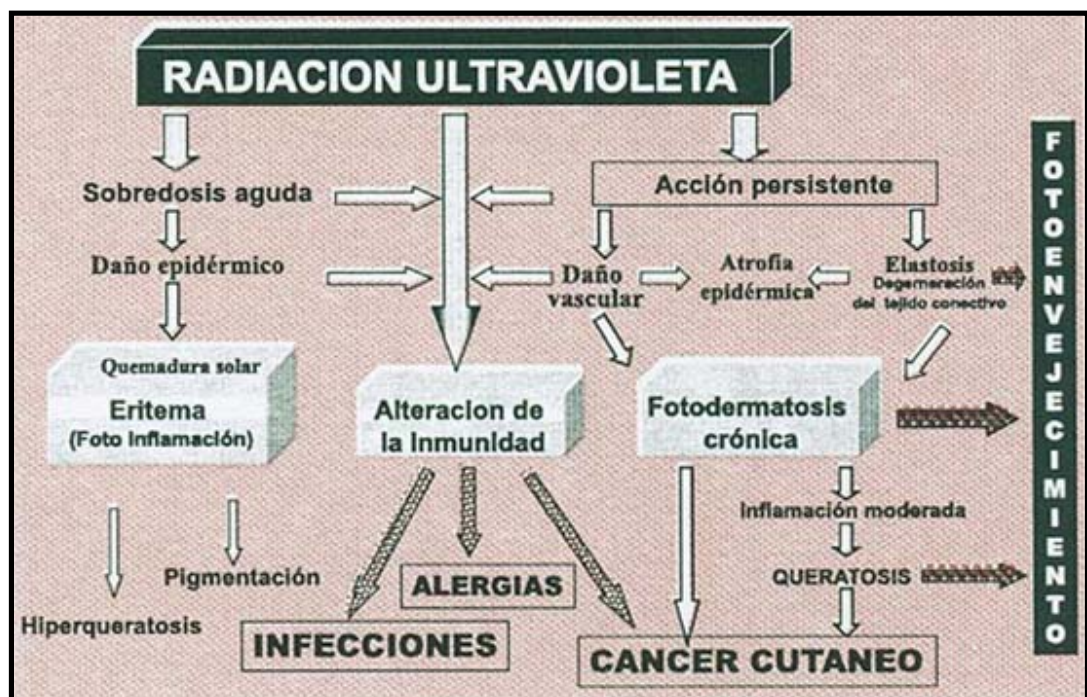 RADIACION ULTRAVIOLETA
Sobredosis aguda
Acción persistente
Daño epidérmico
Daño
vascular
Atrofía
epidérmica
Elastosis
Degeneración
del tejido conectivo
Quemadura solar
Eritema
(Foto inflamación)
Alteracion de
la inmunidad
Fotodermatosis
crónica
Inflamación moderada
Pigmentación
ALERGIAS
QUERATOSIS
Hiperqueratosis
INFECCIONES
CANCER CUTANEO
FOTOENVEJECIMIENTO